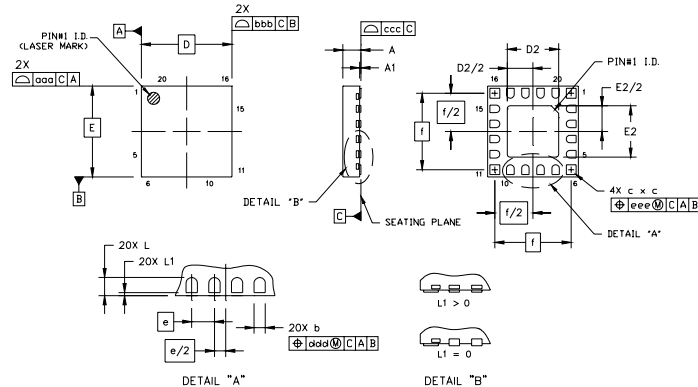 2X
⌓ bbb C B
A
D
PIN#1 I.D.
(LASER MARK)
2X
⌓ aaa C A
20
16
1
15
E
5
11
6
10
B
⌓ ccc C
A
A1
DETAIL "B"
C
SEATING PLANE
D2
D2/2
PIN#1 I.D.
16
20
1
E2/2
15
f/2
f
E2
5
11
10
6
4X c x c
⌖ eee Ⓜ C A B
f/2
f
DETAIL "A"
20X L
20X L1
e
e/2
20X b
⌖ ddd Ⓜ C A B
L1 > 0
L1 = 0
DETAIL "A"
DETAIL "B"